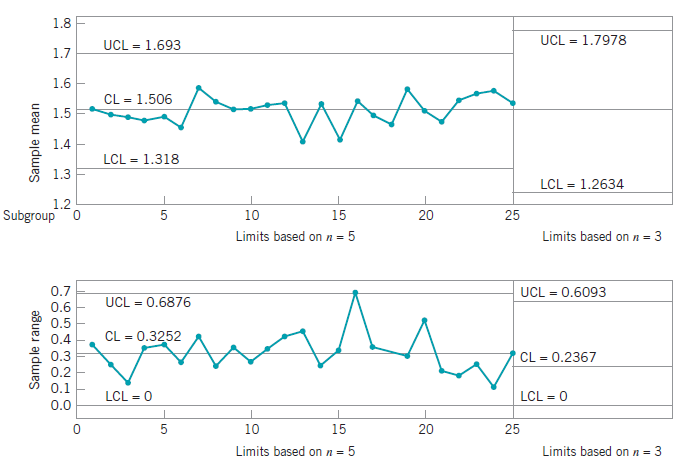 1.8
UCL = 1.693
UCL = 1.7978
1.7
1.6
CL = 1.506
1.5
1.4
LCL = 1.318
1.3
LCL = 1.2634
1.2
Sample mean
Subgroup 0 5 10 15 20 25
Limits based on n = 5 Limits based on n = 3
0.7
UCL = 0.6876
UCL = 0.6093
0.6
0.5
0.4
CL = 0.3252
0.3
CL = 0.2367
0.2
0.1
LCL = 0
LCL = 0
0.0
Sample range
0 5 10 15 20 25
Limits based on n = 5 Limits based on n = 3